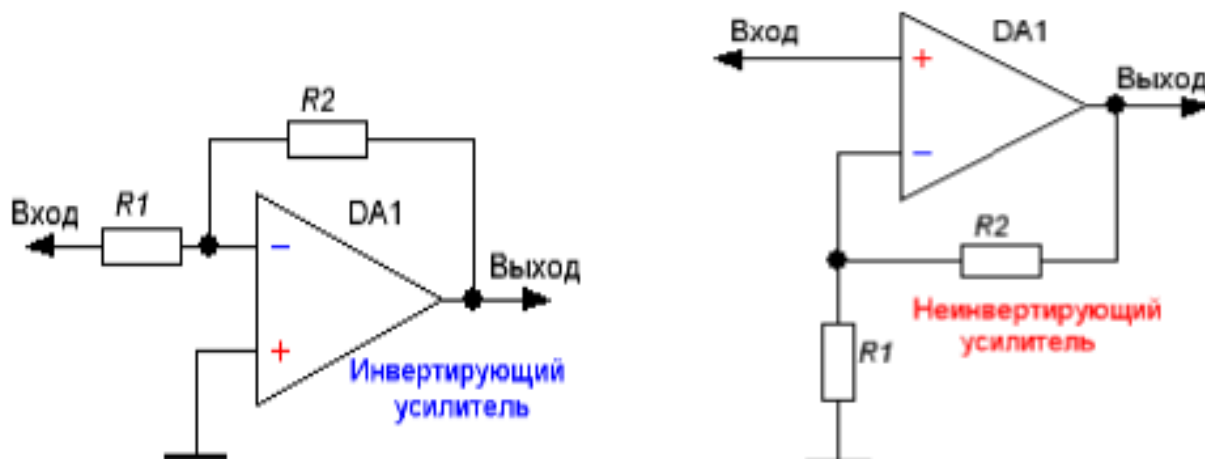 R2
Вход
R1
DA1
−
+
Выход
Инвертирующий
усилитель
Вход
DA1
+
−
Выход
R2
Неинвертирующий
усилитель
R1